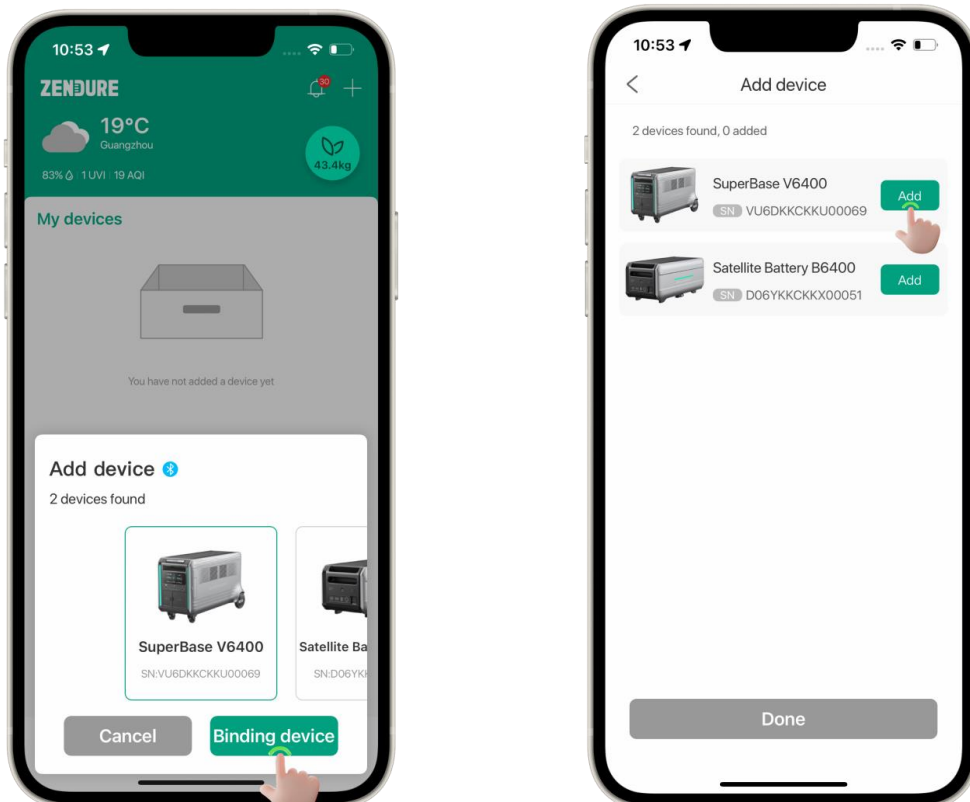 10:53
ZENDURE
30
19°C
Guangzhou
43.4kg
83% 1 UVI 19 AQI
My devices
You have not added a device yet
Add device
2 devices found
SuperBase V6400
SN:VU6DKKCKKU00069
Satellite Ba
SN:D06YK
Cancel
Binding device
10:53
Add device
2 devices found, 0 added
SuperBase V6400
SN VU6DKKCKKU00069
Add
Satellite Battery B6400
SN D06YKKCKKX00051
Add
Done